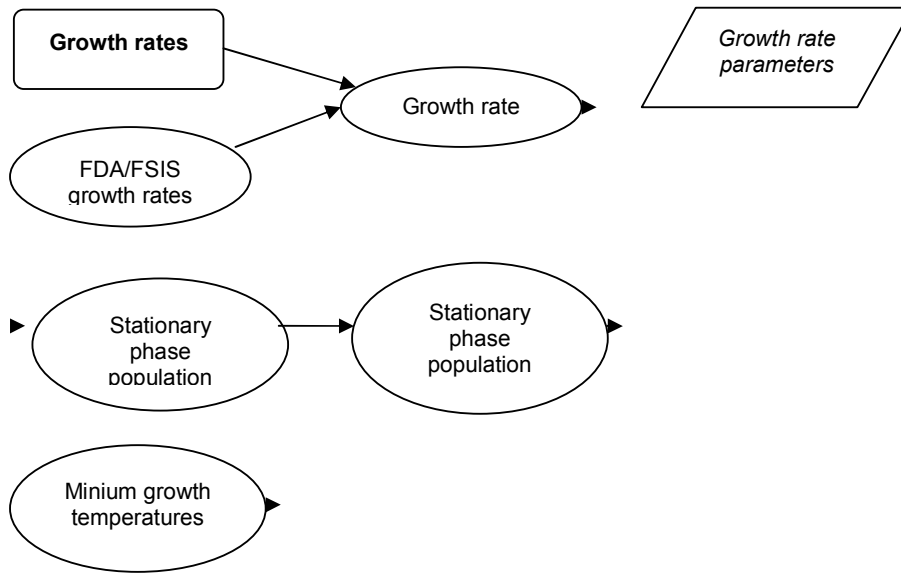 Growth rates
Growth rate
parameters
Growth rate
FDA/FSIS
growth rates
Stationary
phase
population
Stationary
phase
population
Minium growth
temperatures